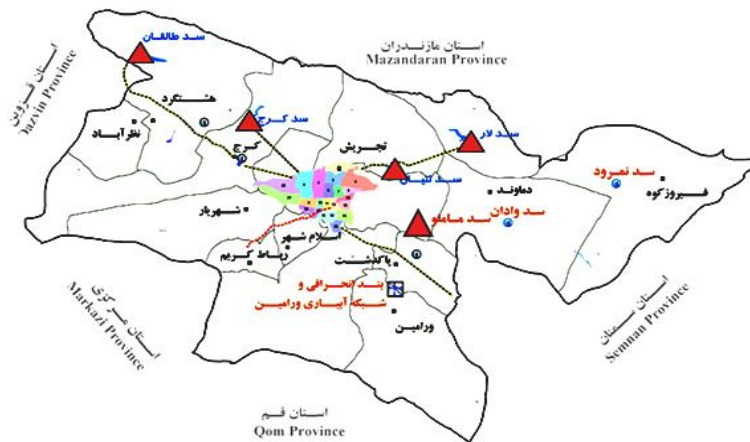 استان مازندران
Mazandaran Province
سد طالقان
استان قزوین
Qazvin Province
هشتگرد
نظرآباد
سد کرج
کرج
تجریش
سد لار
سد لتیان
دماوند
سد نمرود
فیروزکوه
سد وادان
سد ماملو
شهریار
اسلام شهر
رباط کریم
پاکدشت
بند انحرافی و
شبکه آبیاری ورامین
ورامین
استان مرکزی
Markazi Province
استان سمنان
Semnan Province
استان قم
Qom Province